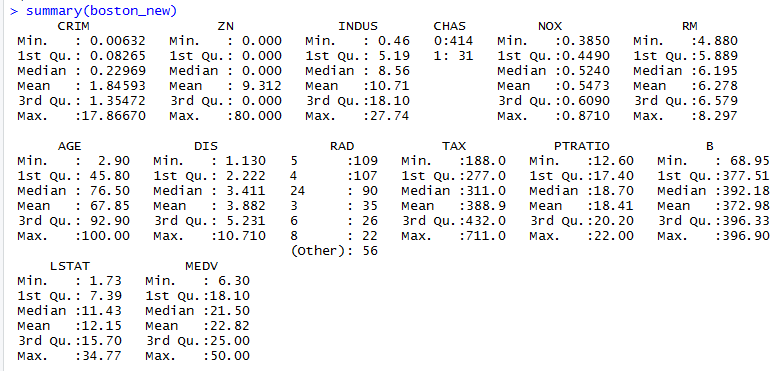 > summary(boston_new)
      CRIM                ZN             INDUS       CHAS         NOX               RM
 Min.   : 0.00632   Min.   : 0.000   Min.   : 0.46   0:414   Min.   :0.3850   Min.   :4.880
 1st Qu.: 0.08265   1st Qu.: 0.000   1st Qu.: 5.19   1: 31   1st Qu.:0.4490   1st Qu.:5.889
 Median : 0.22969   Median : 0.000   Median : 8.56           Median :0.5240   Median :6.195
 Mean   : 1.84593   Mean   : 9.312   Mean   :10.71           Mean   :0.5473   Mean   :6.278
 3rd Qu.: 1.35472   3rd Qu.: 0.000   3rd Qu.:18.10           3rd Qu.:0.6090   3rd Qu.:6.579
 Max.   :17.86670   Max.   :80.000   Max.   :27.74           Max.   :0.8710   Max.   :8.297
      AGE              DIS              RAD           TAX           PTRATIO            B
 Min.   :  2.90   Min.   : 1.130   5      :109   Min.   :188.0   Min.   :12.60   Min.   : 68.95
 1st Qu.: 45.80   1st Qu.: 2.222   4      :107   1st Qu.:277.0   1st Qu.:17.40   1st Qu.:377.51
 Median : 76.50   Median : 3.411   24     : 90   Median :311.0   Median :18.70   Median :392.18
 Mean   : 67.85   Mean   : 3.882   3      : 35   Mean   :388.9   Mean   :18.41   Mean   :372.98
 3rd Qu.: 92.90   3rd Qu.: 5.231   6      : 26   3rd Qu.:432.0   3rd Qu.:20.20   3rd Qu.:396.33
 Max.   :100.00   Max.   :10.710   8      : 22   Max.   :711.0   Max.   :22.00   Max.   :396.90
                                   (Other): 56
     LSTAT            MEDV
 Min.   : 1.73   Min.   : 6.30
 1st Qu.: 7.39   1st Qu.:18.10
 Median :11.43   Median :21.50
 Mean   :12.15   Mean   :22.82
 3rd Qu.:15.70   3rd Qu.:25.00
 Max.   :34.77   Max.   :50.00